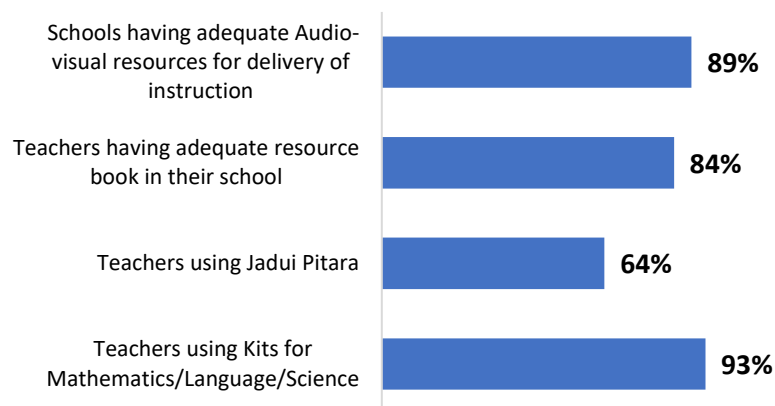 Schools having adequate Audio-
visual resources for delivery of
instruction
89%
Teachers having adequate resource
book in their school
84%
Teachers using Jadui Pitara
64%
Teachers using Kits for
Mathematics/Language/Science
93%